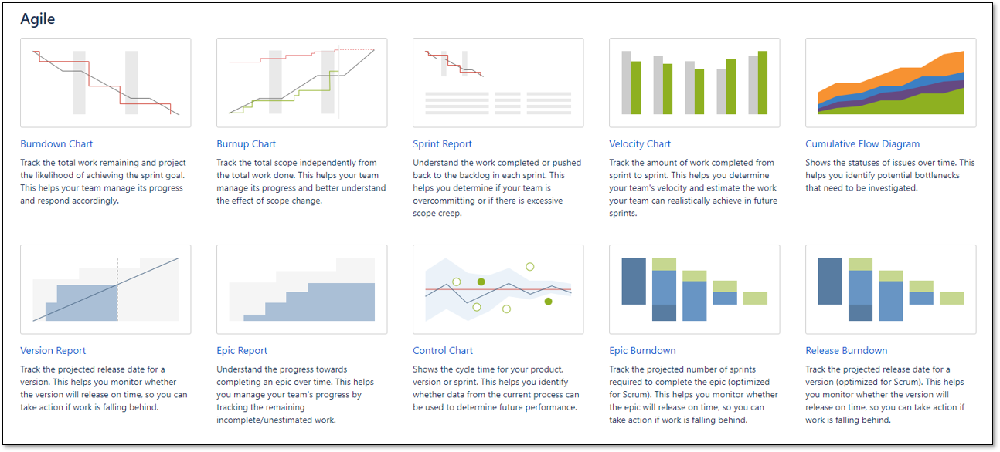 Agile
Burndown Chart
Track the total work remaining and project
the likelihood of achieving the sprint goal.
This helps your team manage its progress
and respond accordingly.
Burnup Chart
Track the total scope independently from
the total work done. This helps your team
manage its progress and better understand
the effect of scope change.
Sprint Report
Understand the work completed or pushed
back to the backlog in each sprint. This
helps you determine if your team is
overcommitting or if there is excessive
scope creep.
Velocity Chart
Track the amount of work completed from
sprint to sprint. This helps you determine
your team's velocity and estimate the work
your team can realistically achieve in future
sprints.
Cumulative Flow Diagram
Shows the statuses of issues over time. This
helps you identify potential bottlenecks
that need to be investigated.
Version Report
Track the projected release date for a
version. This helps you monitor whether
the version will release on time, so you can
take action if work is falling behind.
Epic Report
Understand the progress towards
completing an epic over time. This helps
you manage your team's progress by
tracking the remaining
incomplete/unestimated work.
Control Chart
Shows the cycle time for your product,
version or sprint. This helps you identify
whether data from the current process can
be used to determine future performance.
Epic Burndown
Track the projected number of sprints
required to complete the epic (optimized
for Scrum). This helps you monitor whether
the epic will release on time, so you can
take action if work is falling behind.
Release Burndown
Track the projected release date for a
version (optimized for Scrum). This helps
you monitor whether the version will
release on time, so you can take action if
work is falling behind.